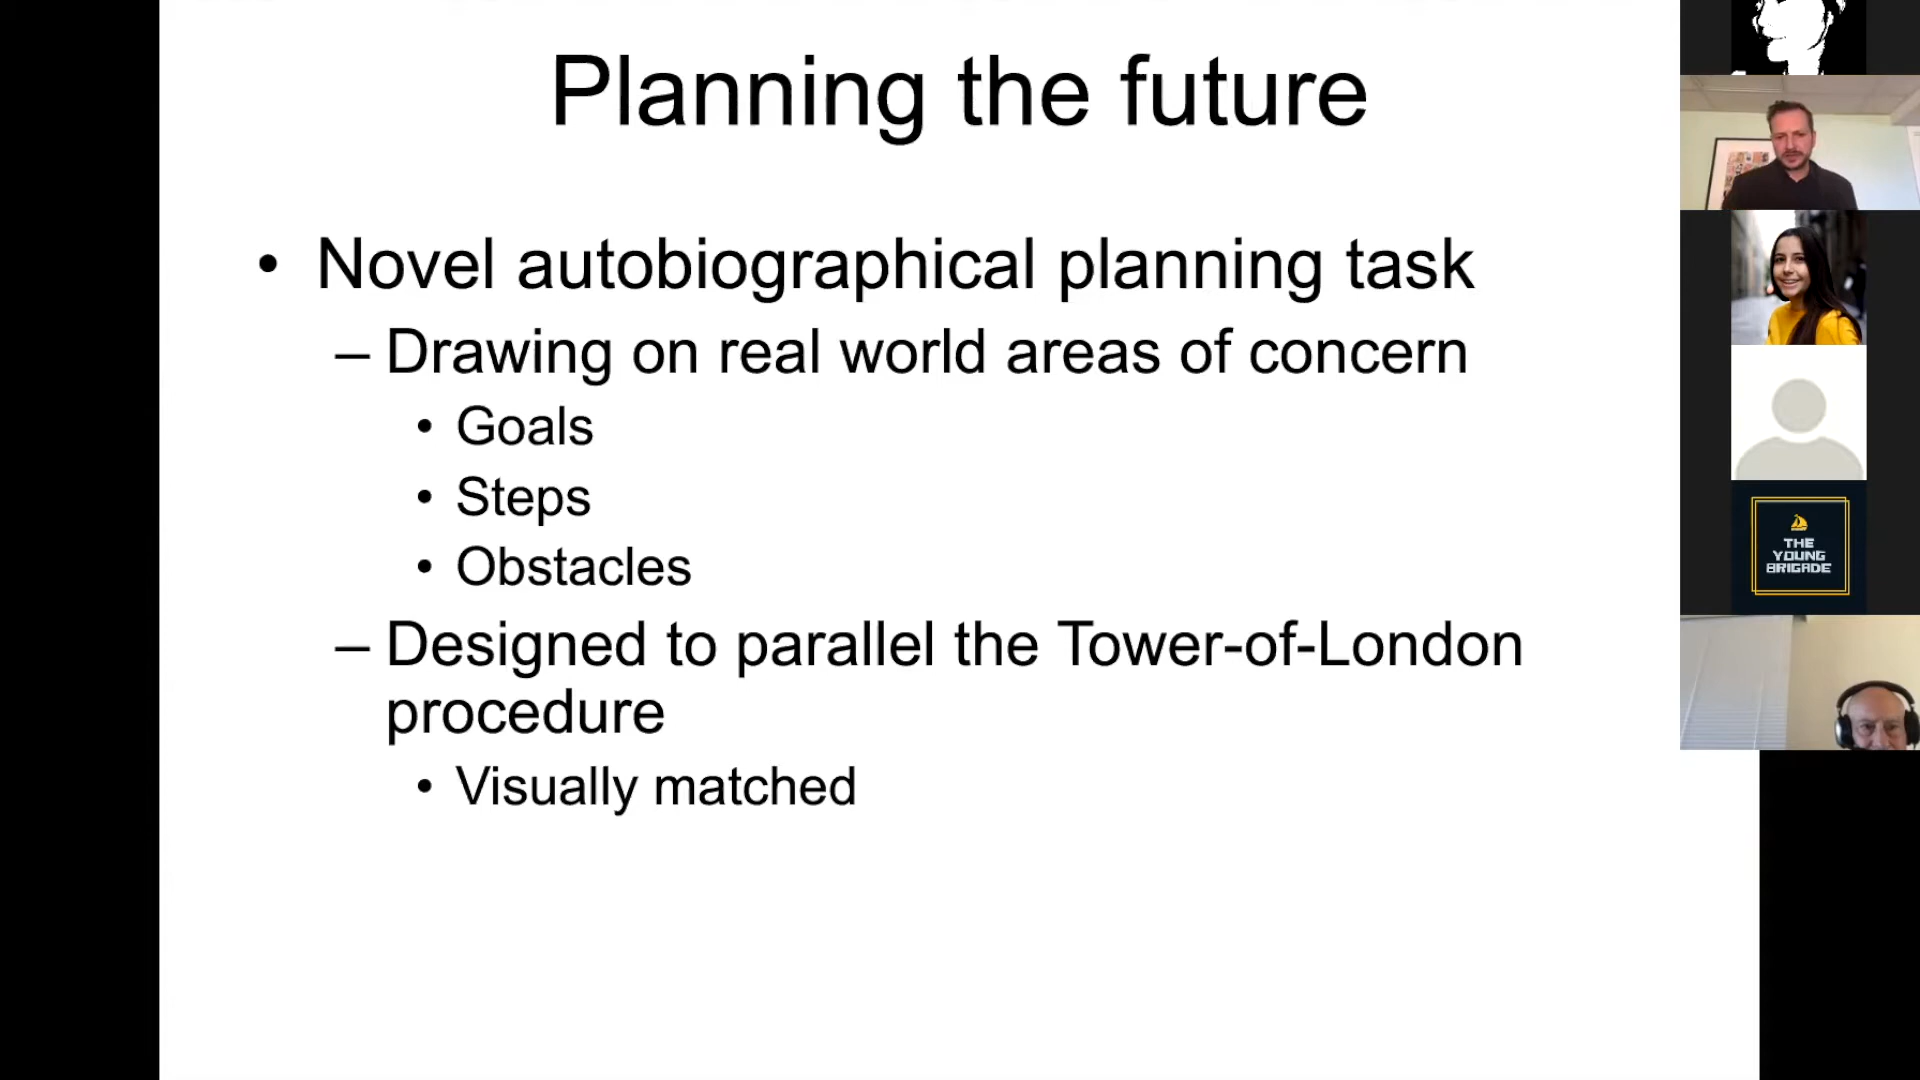 Planning the future
• Novel autobiographical planning task
– Drawing on real world areas of concern
• Goals
• Steps
• Obstacles
– Designed to parallel the Tower-of-London
procedure
• Visually matched
THE
YOUNG
BRIGADE